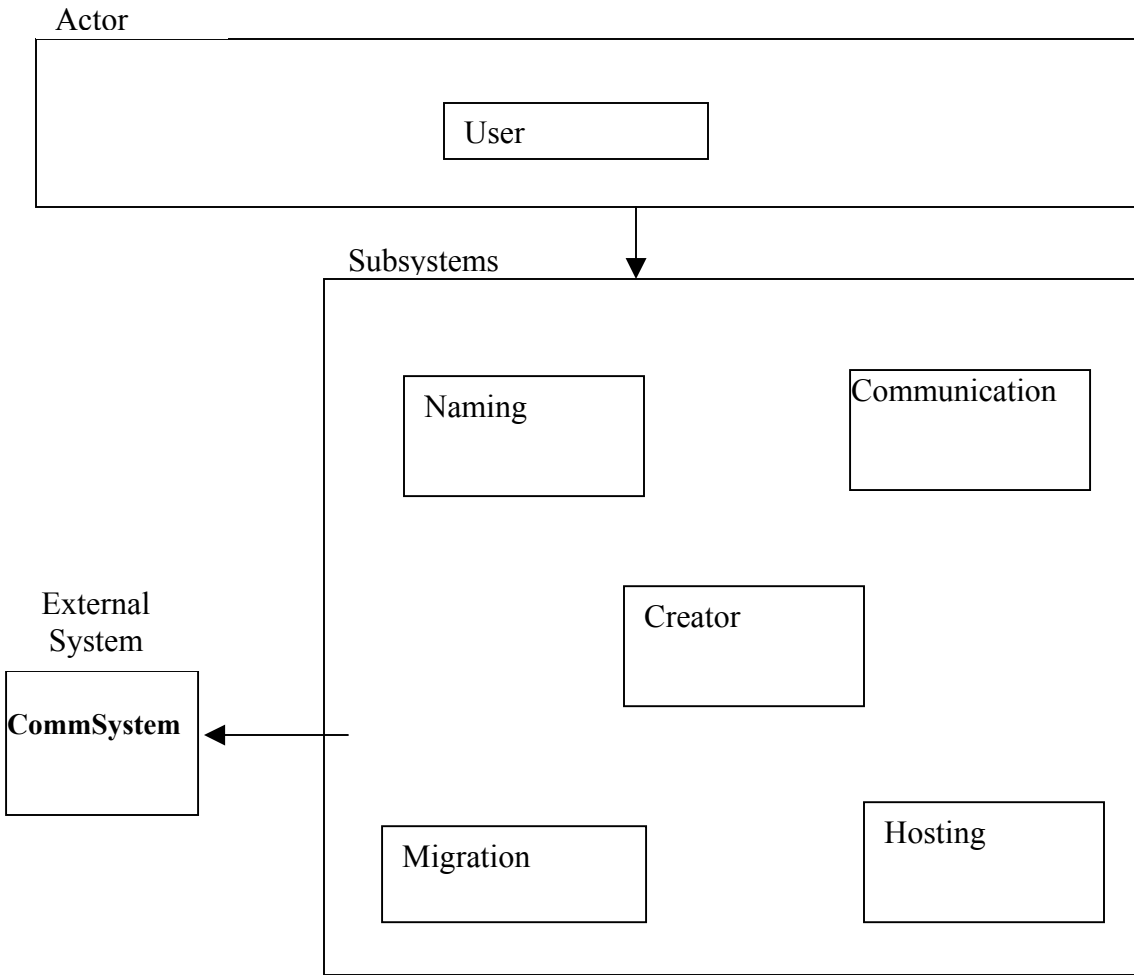 Actor
User
Subsystems
Naming
Communication
External
System
Creator
CommSystem
Migration
Hosting